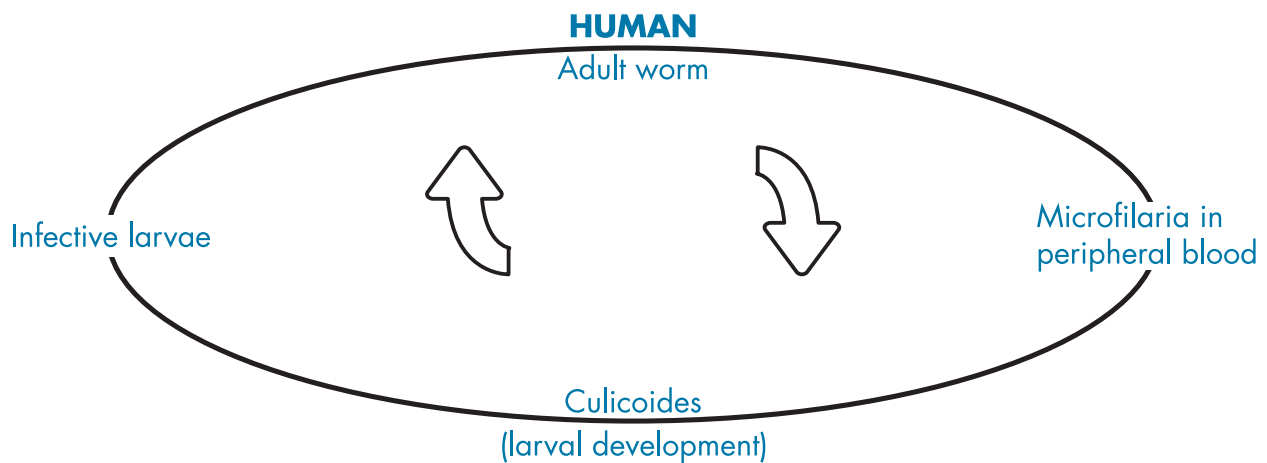 HUMAN
Adult worm
Infective larvae
Microfilaria in
peripheral blood
Culicoides
(larval development)